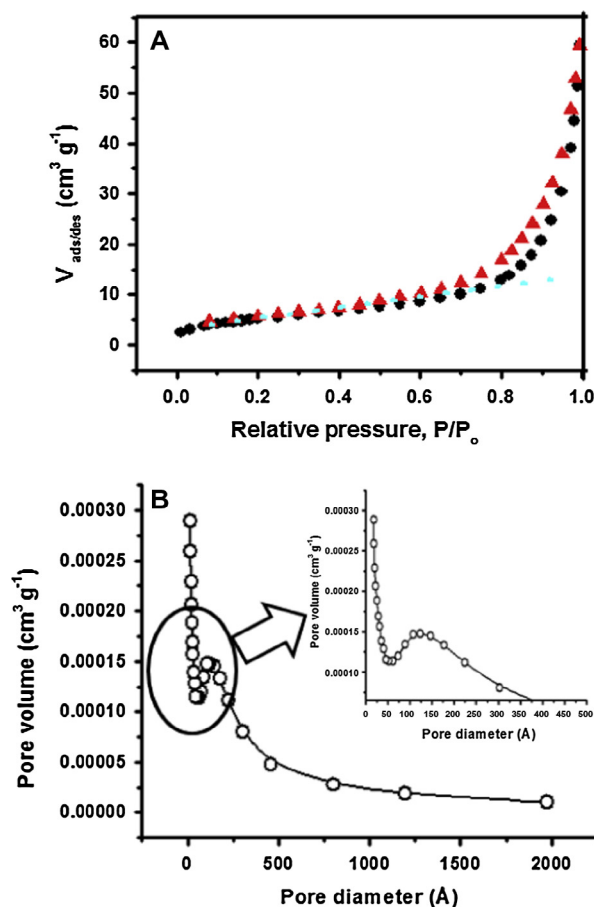 A
60
50
40
30
20
10
0
V ads/des (cm³ g⁻¹)
0.0 0.2 0.4 0.6 0.8 1.0
Relative pressure, P/Pₒ
B
0.00030
0.00025
0.00020
0.00015
0.00010
0.00005
0.00000
Pore volume (cm³ g⁻¹)
0 500 1000 1500 2000
Pore diameter (Å)
0.00030
0.00025
0.00020
0.00015
0.00010
Pore volume (cm³ g⁻¹)
0 50 100 150 200 250 300 350 400 450 500
Pore diameter (Å)